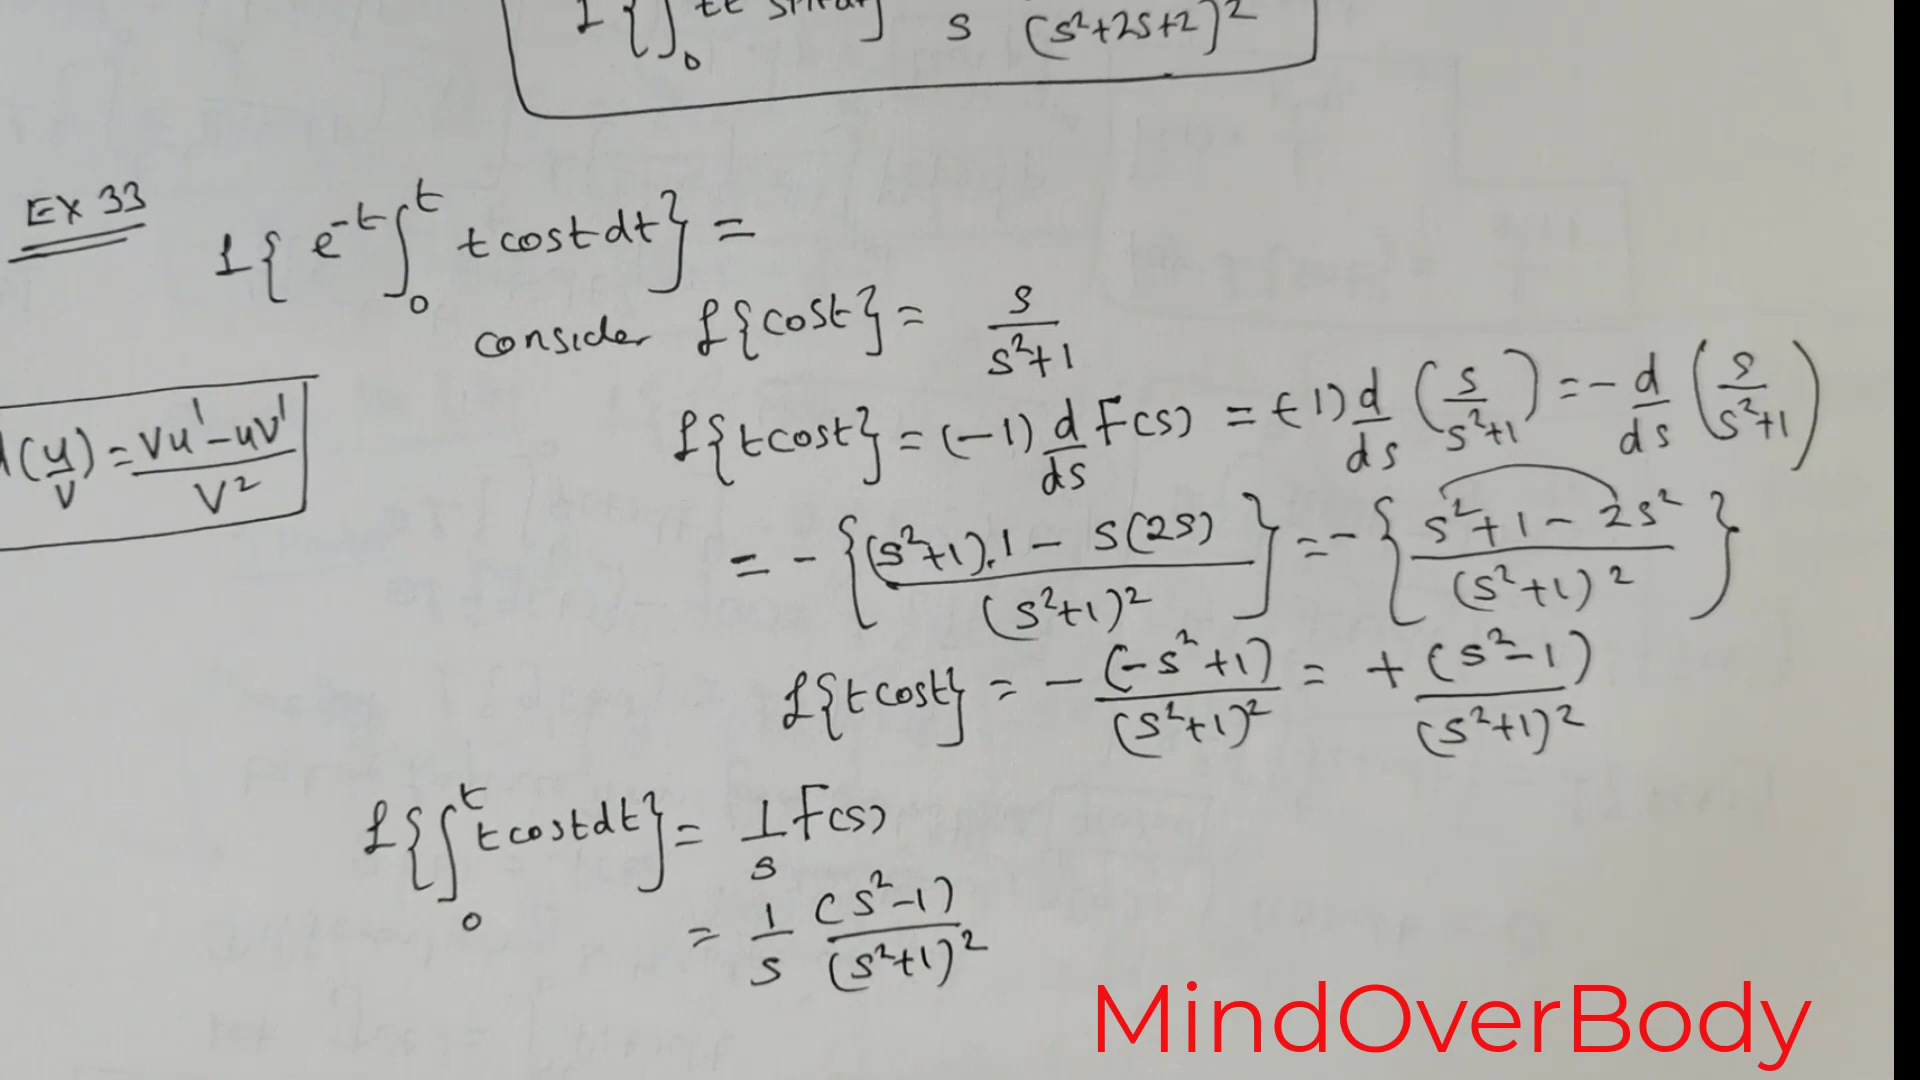 s (s²+2s+2)²
EX 33
L{e^-t ∫₀^t t cost dt} =
consider L{cost} = s/(s²+1)
L{t cost} = (-1) d/ds F(s) = (-1) d/ds (s/(s²+1)) = - d/ds (s/(s²+1))
(u/v) = (vu' - uv')/v²
= - {((s²+1).1 - s(2s))/(s²+1)²} = - {(s²+1-2s²)/(s²+1)²}
L{t cost} = - (-s²+1)/(s²+1)² = + (s²-1)/(s²+1)²
L{∫₀^t t cost dt} = 1/s F(s)
= 1/s (s²-1)/(s²+1)²
MindOverBody